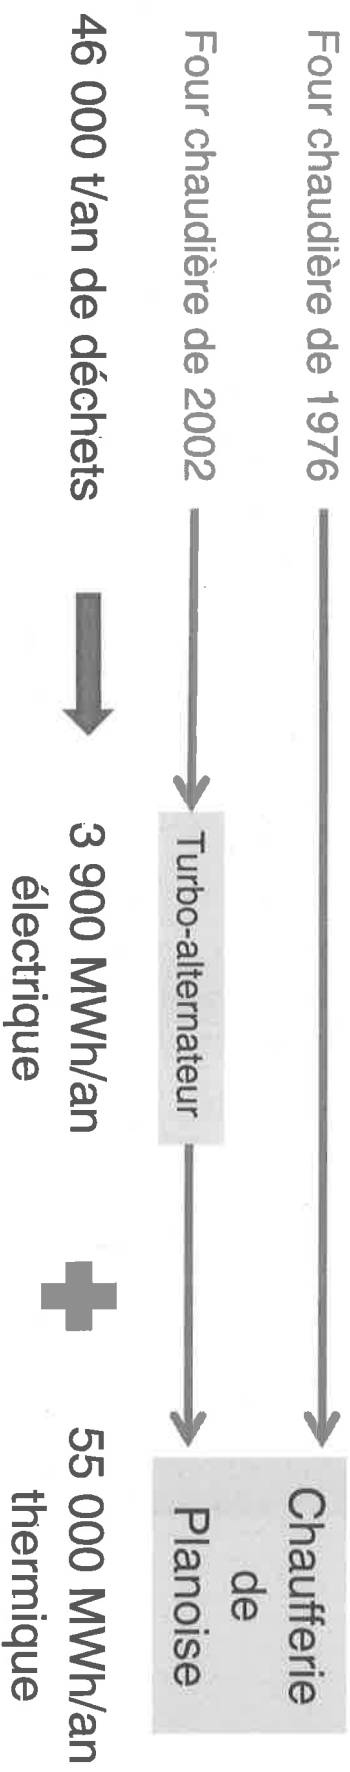 Four chaudière de 1976
Chaufferie
de
Planoise
Four chaudière de 2002
Turbo-alternateur
46 000 t/an de déchets
3 900 MWh/an
électrique
55 000 MWh/an
thermique